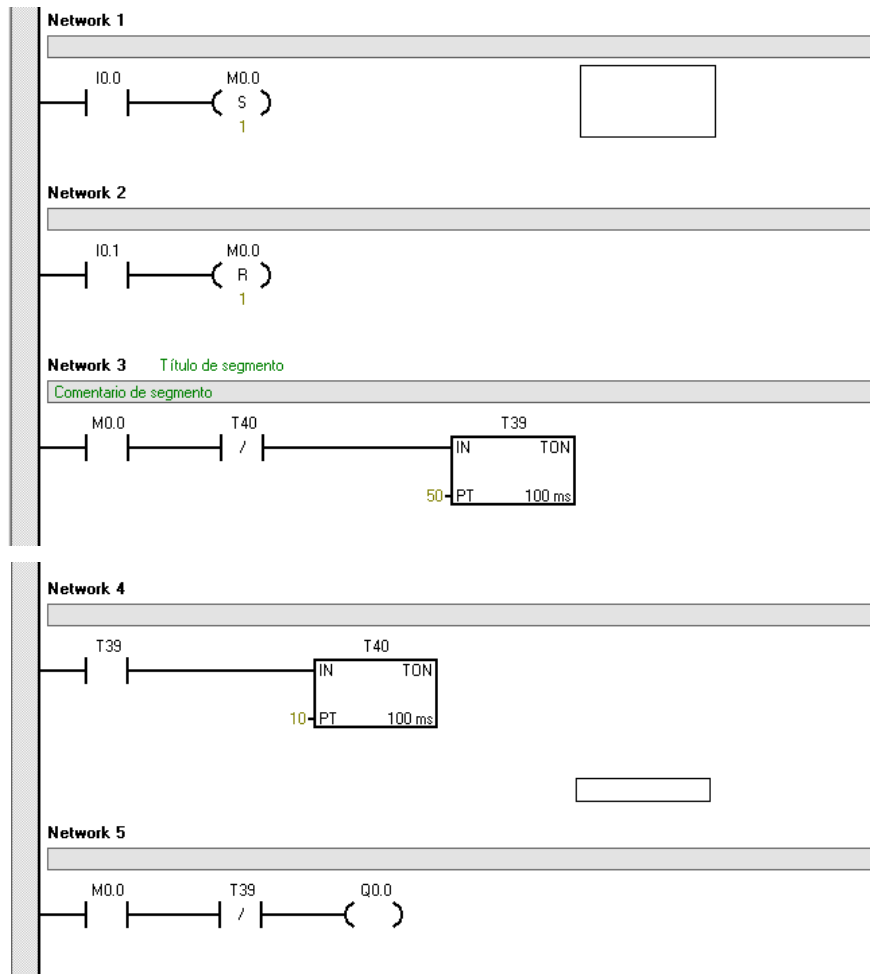 Network 1
I0.0 M0.0
S
1
Network 2
I0.1 M0.0
R
1
Network 3 Título de segmento
Comentario de segmento
M0.0 T40 T39
/ IN TON
50 PT 100 ms
Network 4
T39 T40
IN TON
10 PT 100 ms
Network 5
M0.0 T39 Q0.0
/